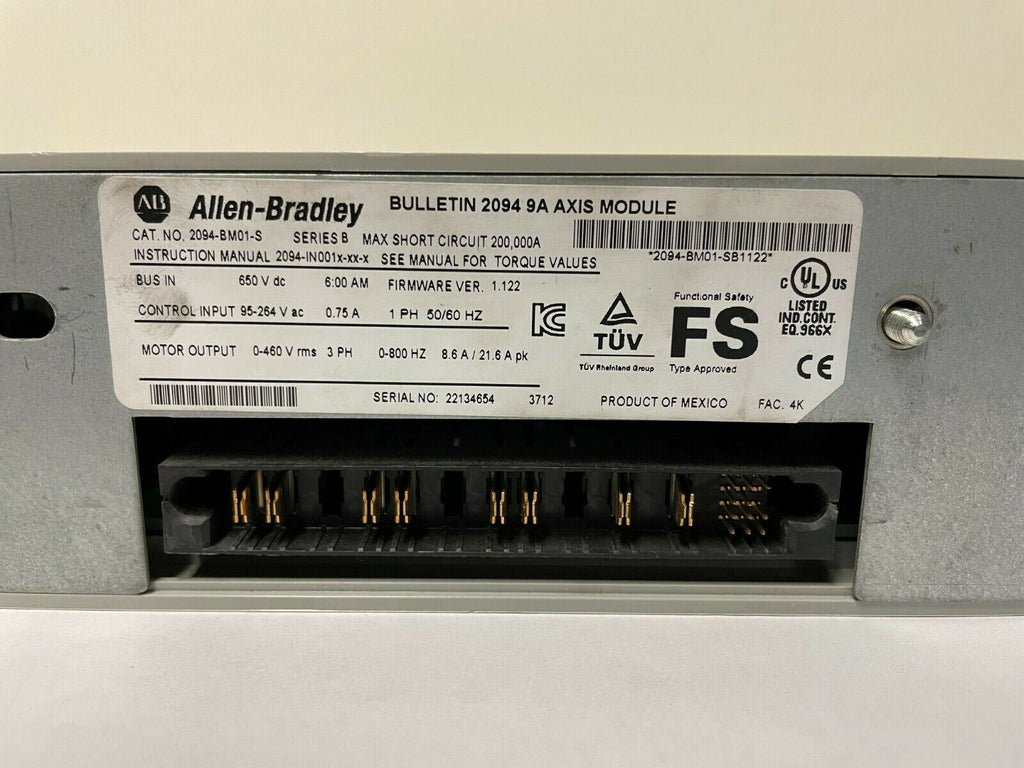 AB Allen-Bradley BULLETIN 2094 9A AXIS MODULE
CAT. NO. 2094-BM01-S SERIES B MAX SHORT CIRCUIT 200,000A
*2094-BM01-SB1122*
INSTRUCTION MANUAL 2094-IN001x-xx-x SEE MANUAL FOR TORQUE VALUES
BUS IN 650 V dc 6:00 AM FIRMWARE VER. 1.122
CONTROL INPUT 95-264 V ac 0.75 A 1 PH 50/60 HZ
MOTOR OUTPUT 0-460 V rms 3 PH 0-800 HZ 8.6 A / 21.6 A pk
KC
TÜV
TÜV Rheinland Group
Functional Safety
FS
Type Approved
C UL US
LISTED
IND.CONT.
EQ.966X
CE
SERIAL NO: 22134654 3712 PRODUCT OF MEXICO FAC. 4K